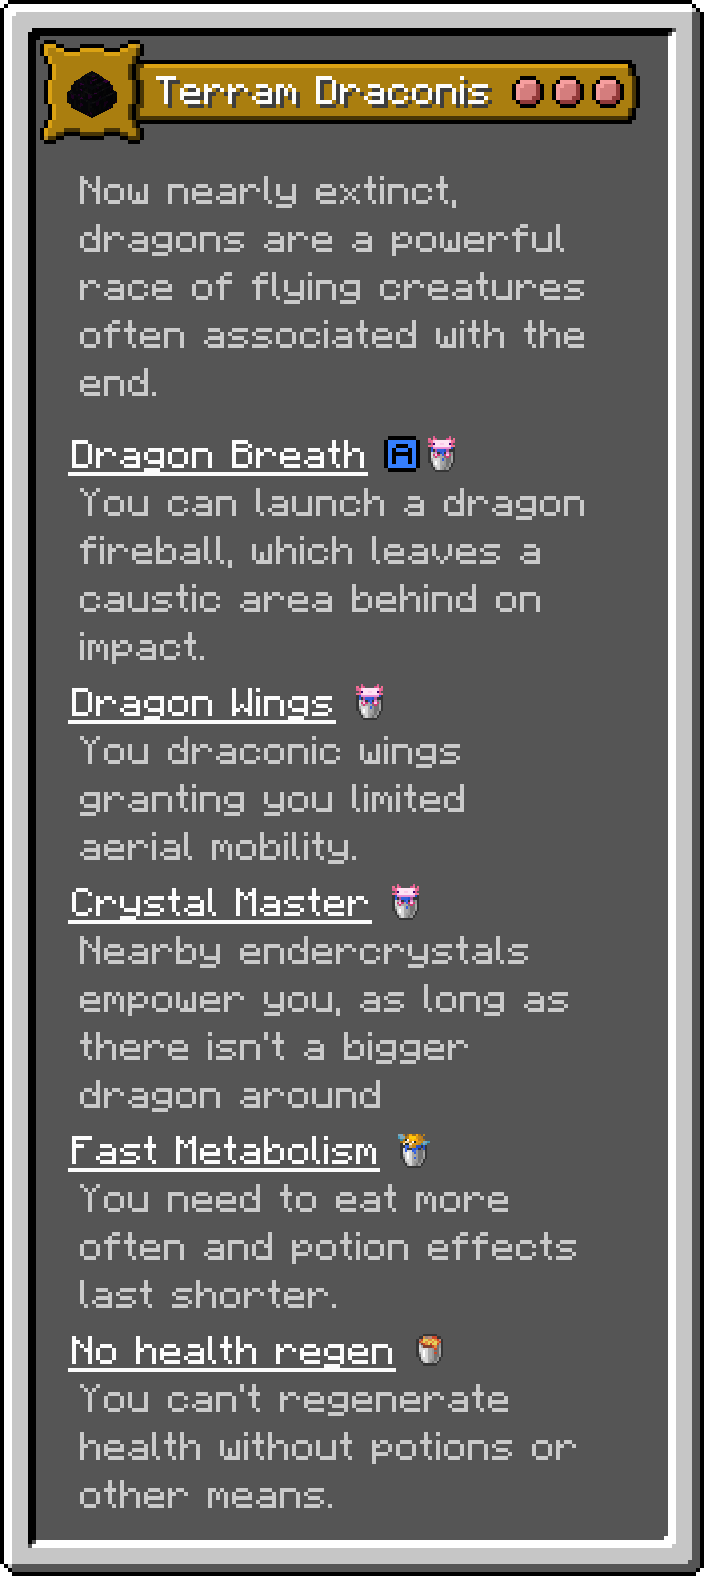 Terram Draconis
Now nearly extinct,
dragons are a powerful
race of flying creatures
often associated with the
end.
Dragon Breath A
You can launch a dragon
fireball, which leaves a
caustic area behind on
impact.
Dragon Wings
You draconic wings
granting you limited
aerial mobility.
Crystal Master
Nearby endercrystals
empower you, as long as
there isn't a bigger
dragon around
Fast Metabolism
You need to eat more
often and potion effects
last shorter.
No health regen
You can't regenerate
health without potions or
other means.